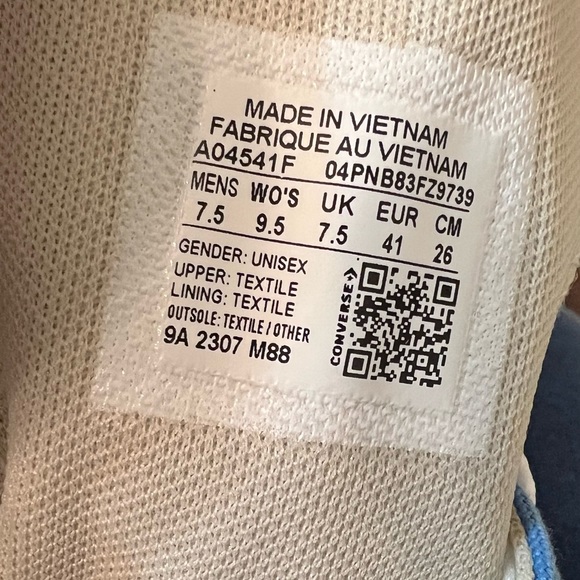 MADE IN VIETNAM
FABRIQUE AU VIETNAM
A04541F 04PNB83FZ9739
MENS WO'S UK EUR CM
7.5 9.5 7.5 41 26
GENDER: UNISEX
UPPER: TEXTILE
LINING: TEXTILE
OUTSOLE: TEXTILE / OTHER
9A 2307 M88
CONVERSE